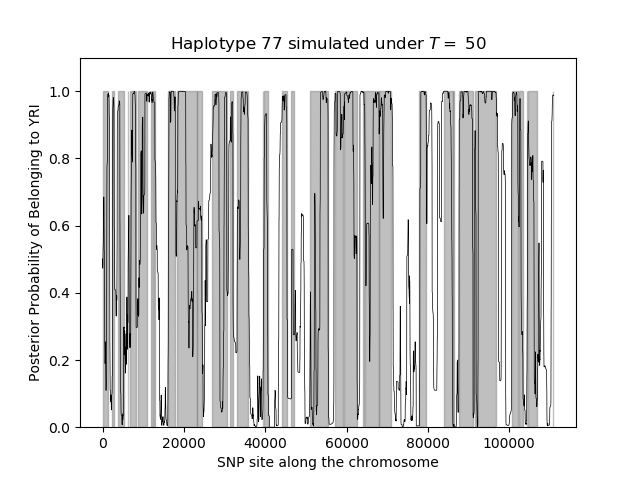 Haplotype 77 simulated under T = 50
Posterior Probability of Belonging to YRI
1.0
0.8
0.6
0.4
0.2
0.0
0 20000 40000 60000 80000 100000
SNP site along the chromosome